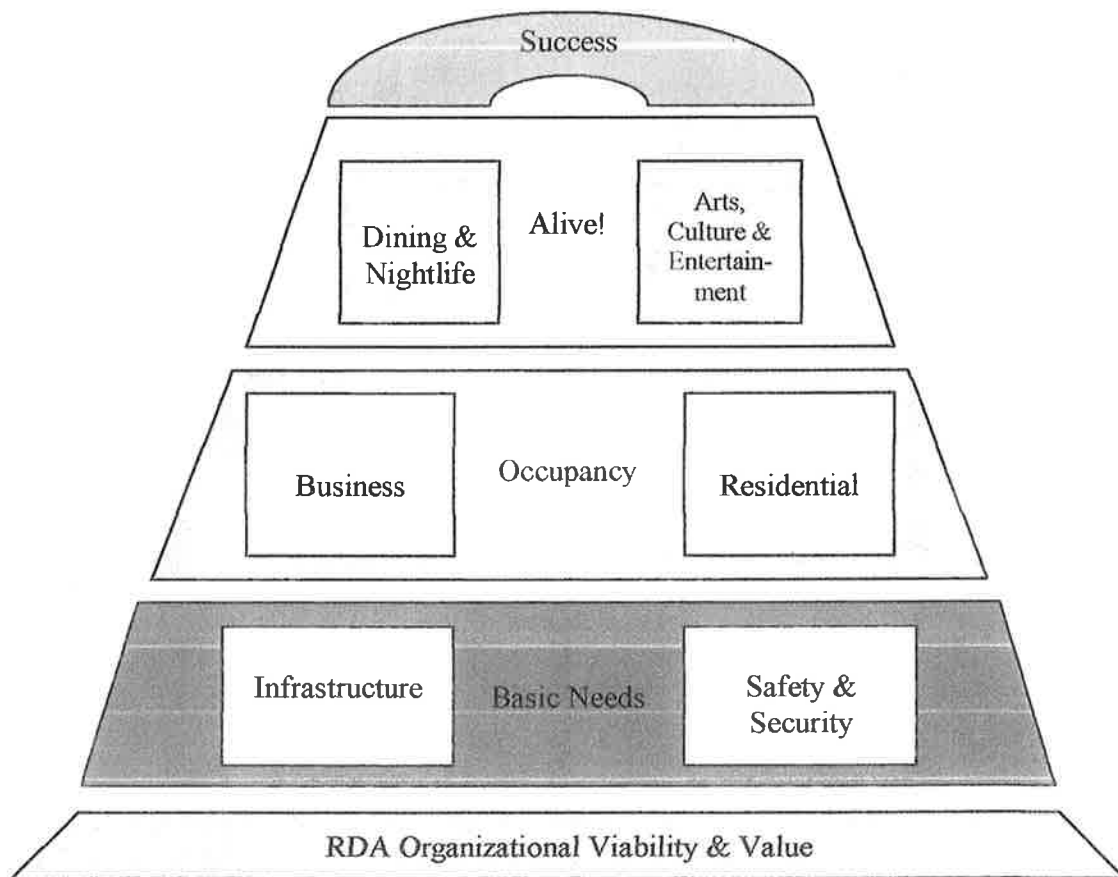 Success
Dining &
Nightlife
Alive!
Arts,
Culture &
Entertain-
ment
Business
Occupancy
Residential
Infrastructure
Basic Needs
Safety &
Security
RDA Organizational Viability & Value